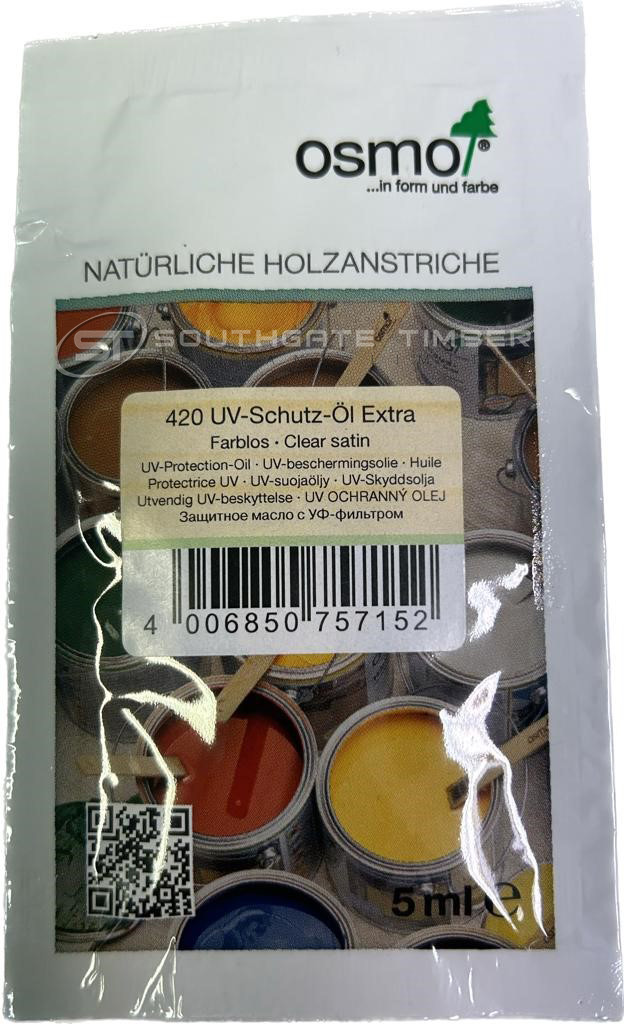 osmo®
...in form und farbe
NATÜRLICHE HOLZANSTRICHE
ST SOUTHGATE TIMBER
420 UV-Schutz-Öl Extra
Farblos · Clear satin
UV-Protection-Oil · UV-beschermingsolie · Huile
Protectrice UV · UV-suojaöljy · UV-Skyddsolja
Utvendig UV-beskyttelse · UV OCHRANNÝ OLEJ
Защитное масло с УФ-фильтром
4 006850 757152
osmo
5 ml e